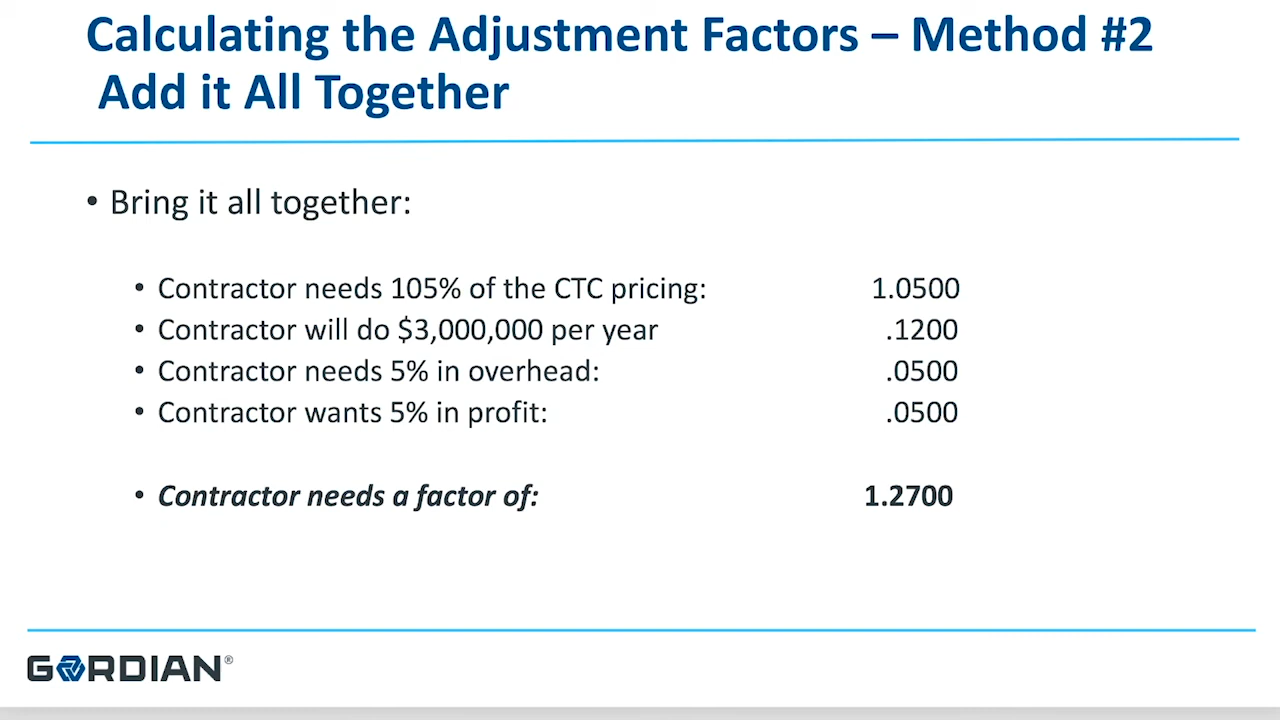 Calculating the Adjustment Factors – Method #2
Add it All Together
• Bring it all together:
• Contractor needs 105% of the CTC pricing: 1.0500
• Contractor will do $3,000,000 per year .1200
• Contractor needs 5% in overhead: .0500
• Contractor wants 5% in profit: .0500
• Contractor needs a factor of: 1.2700
GORDIAN®